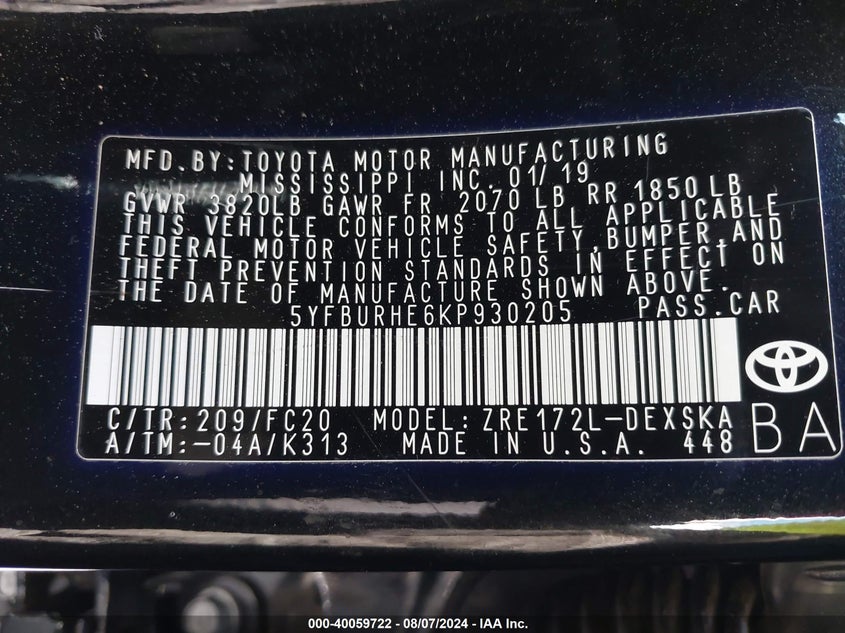 MFD.BY:TOYOTA MOTOR MANUFACTURING
MISSISSIPPI INC. 01/19
GVWR 3820LB GAWR FR 2070 LB RR 1850 LB
THIS VEHICLE CONFORMS TO ALL APPLICABLE
FEDERAL MOTOR VEHICLE SAFETY,BUMPER,AND
THEFT PREVENTION STANDARDS IN EFFECT ON
THE DATE OF MANUFACTURE SHOWN ABOVE.
5YFBURHE6KP930205 PASS.CAR
C/TR:209/FC20 MODEL:ZRE172L-DEXSKA
A/TM:-04A/K313 MADE IN U.S.A. 448
BA
000-40059722 - 08/07/2024 - IAA Inc.